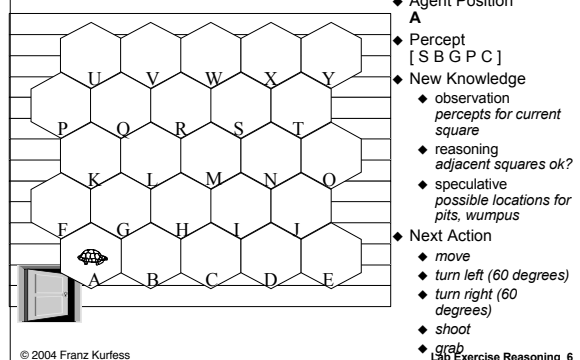 U V W X Y
P Q R S T
K L M N O
F G H I J
A B C D E
© 2004 Franz Kurfess
◆ Agent Position
A
◆ Percept
[ S B G P C ]
◆ New Knowledge
◆ observation
percepts for current
square
◆ reasoning
adjacent squares ok?
◆ speculative
possible locations for
pits, wumpus
◆ Next Action
◆ move
◆ turn left (60 degrees)
◆ turn right (60
degrees)
◆ shoot
◆ grab
Lab Exercise Reasoning 6